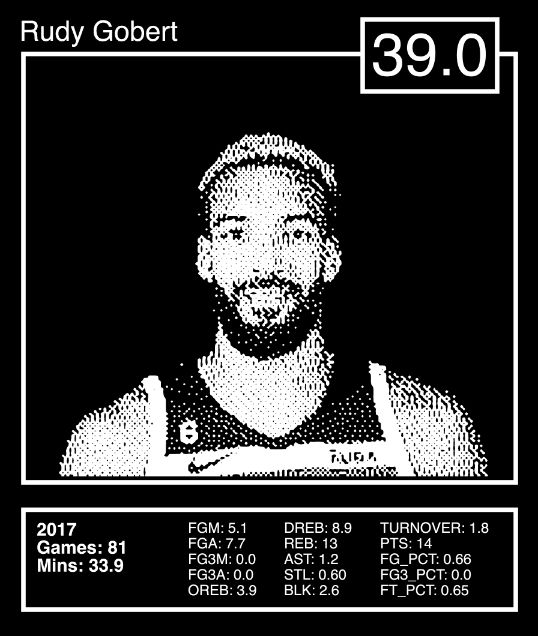 Rudy Gobert
39.0
6
2017
Games: 81
Mins: 33.9
FGM: 5.1
FGA: 7.7
FG3M: 0.0
FG3A: 0.0
OREB: 3.9
DREB: 8.9
REB: 13
AST: 1.2
STL: 0.60
BLK: 2.6
TURNOVER: 1.8
PTS: 14
FG_PCT: 0.66
FG3_PCT: 0.0
FT_PCT: 0.65